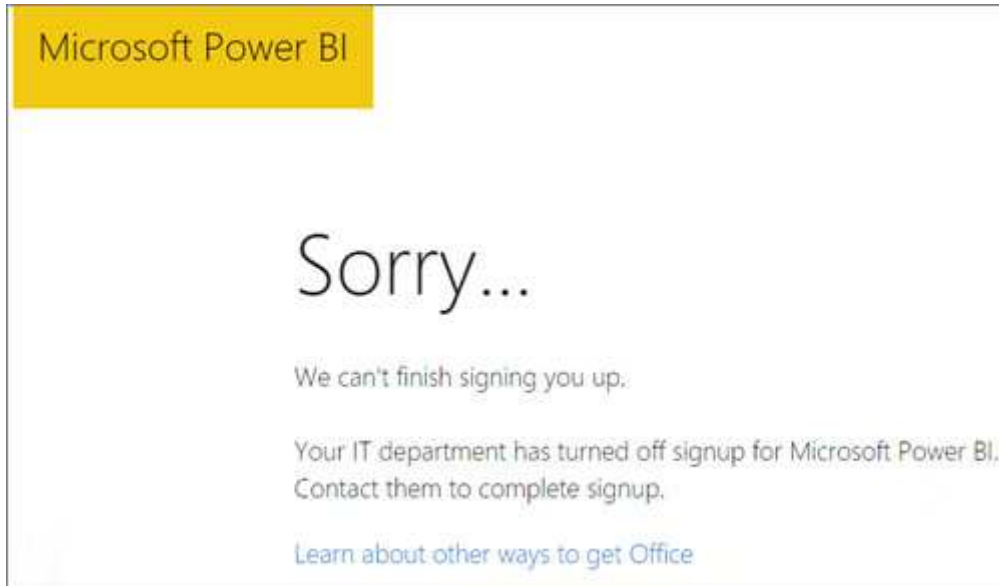 Microsoft Power BI
Sorry...
We can't finish signing you up.
Your IT department has turned off signup for Microsoft Power BI.
Contact them to complete signup.
Learn about other ways to get Office